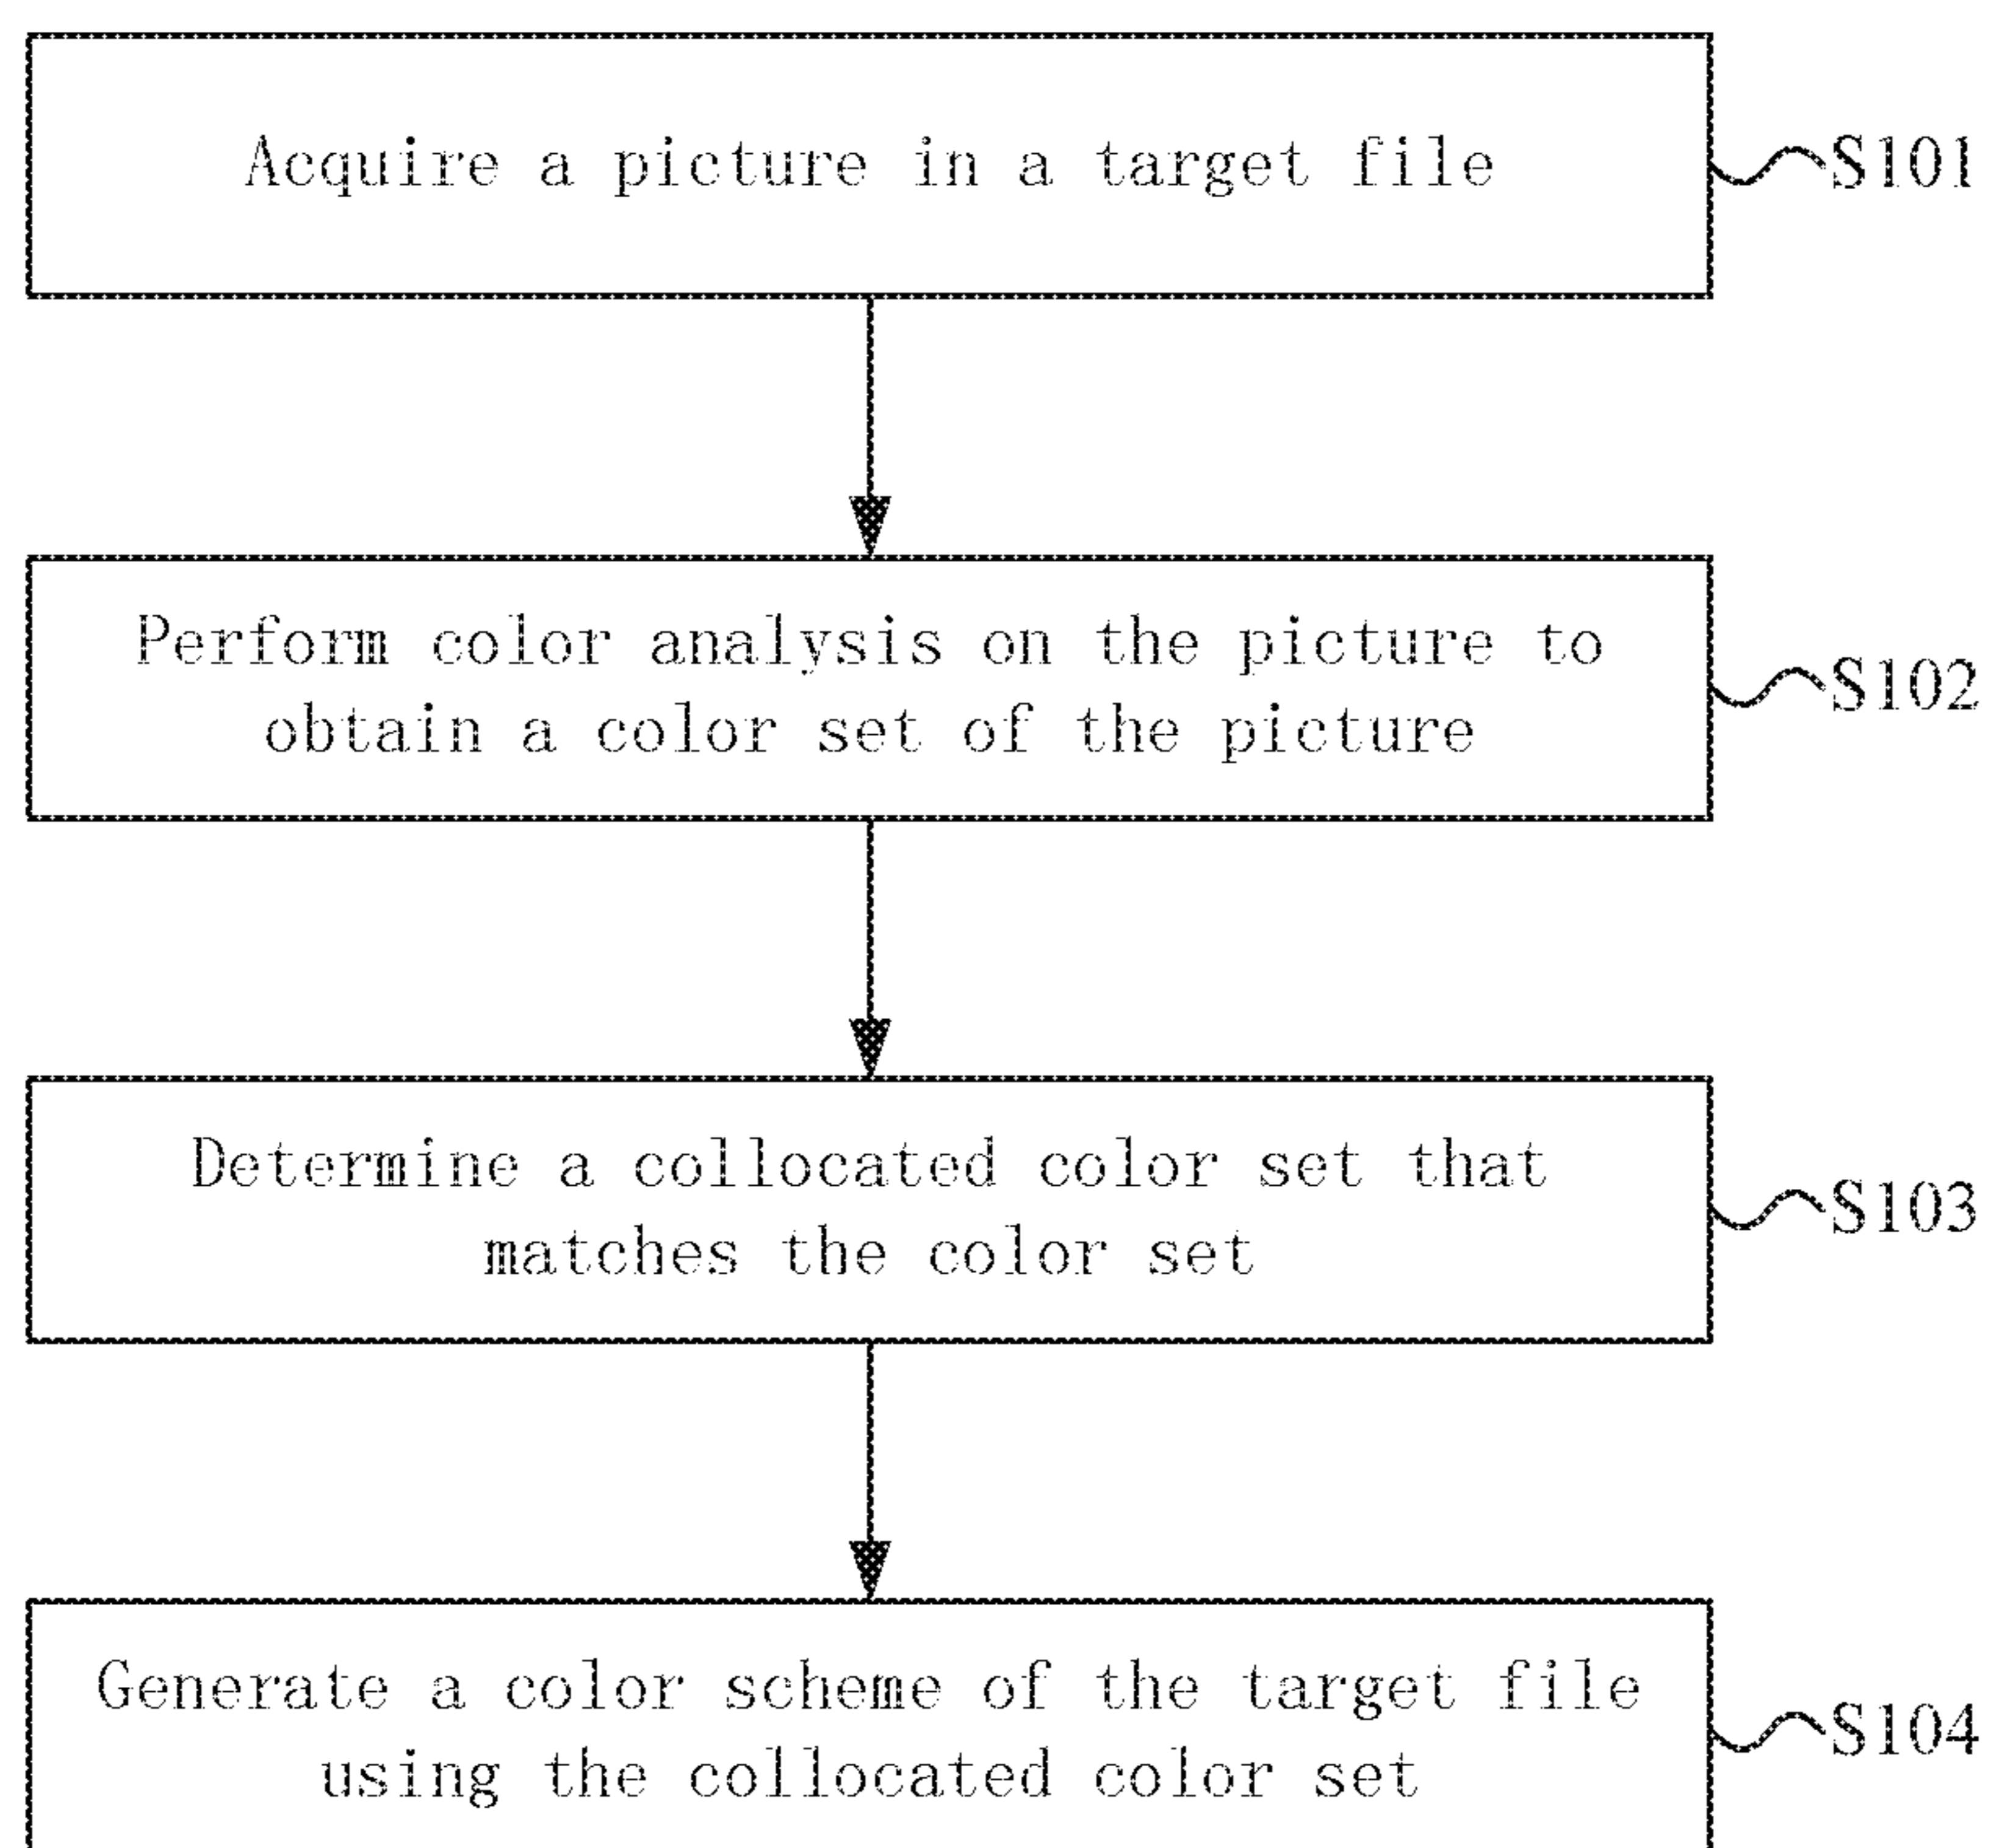 Acquire a picture in a target file
S101
Perform color analysis on the picture to
obtain a color set of the picture
S102
Determine a collocated color set that
matches the color set
S103
Generate a color scheme of the target file
using the collocated color set
S104